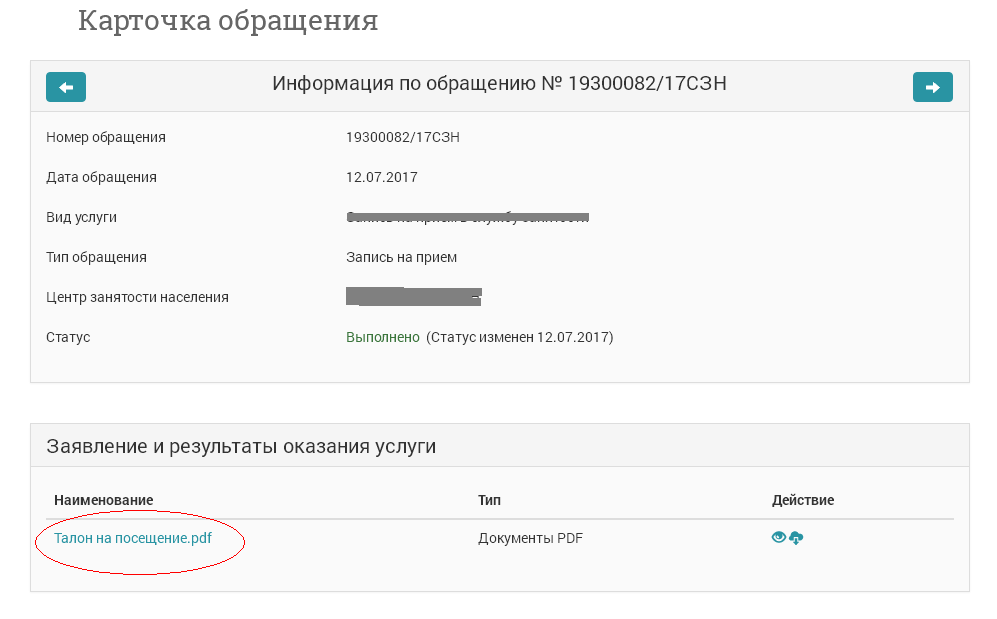 Карточка обращения
Информация по обращению № 19300082/17СЗН
Номер обращения 19300082/17СЗН
Дата обращения 12.07.2017
Вид услуги
Тип обращения Запись на прием
Центр занятости населения
Статус Выполнено (Статус изменен 12.07.2017)
Заявление и результаты оказания услуги
Наименование Тип Действие
Талон на посещение.pdf Документы PDF